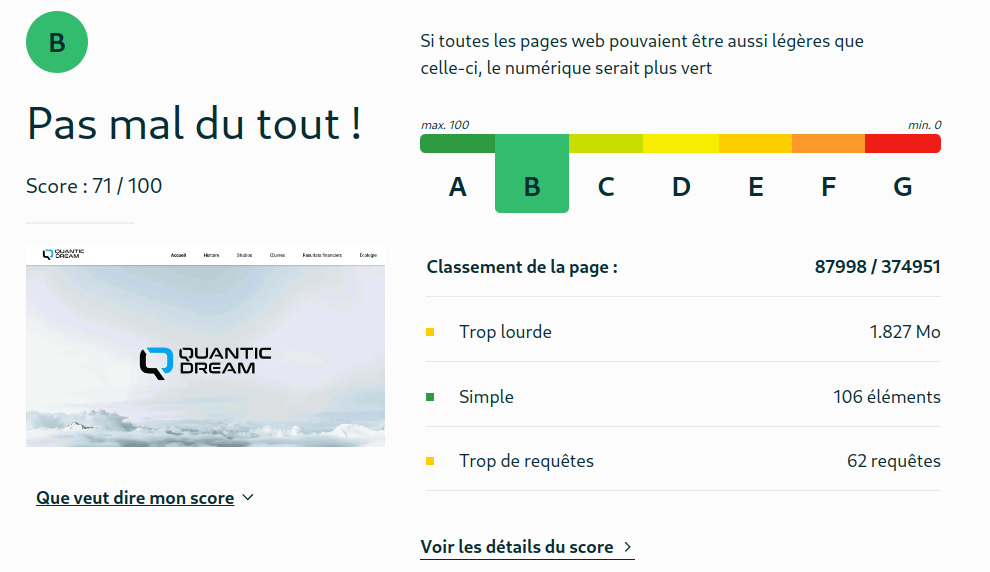 B
Pas mal du tout !
Score : 71 / 100
QUANTIC
DREAM
Accueil Histoire Studios Œuvres Résultats financiers Écologie
QUANTIC
DREAM
Que veut dire mon score
Si toutes les pages web pouvaient être aussi légères que
celle-ci, le numérique serait plus vert
max. 100 min. 0
A B C D E F G
Classement de la page : 87998 / 374951
Trop lourde 1.827 Mo
Simple 106 éléments
Trop de requêtes 62 requêtes
Voir les détails du score